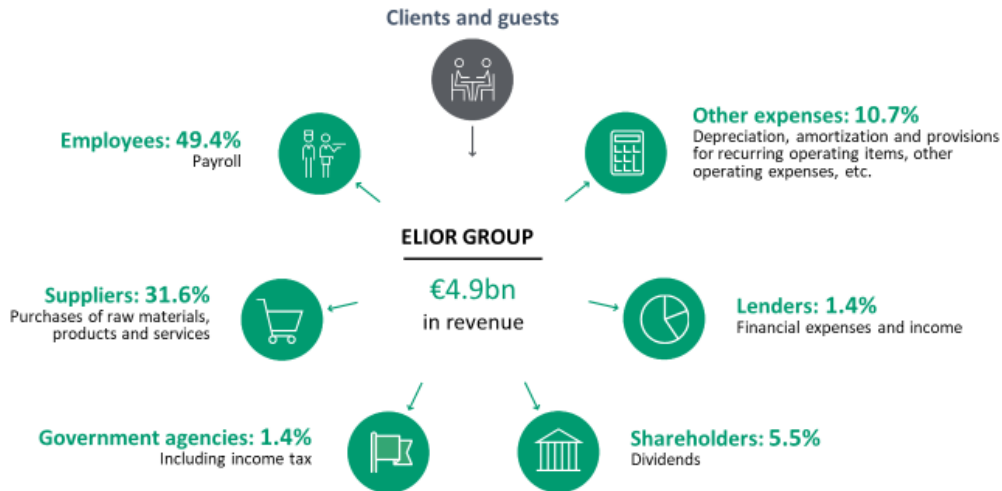 Clients and guests
Employees: 49.4%
Payroll
Other expenses: 10.7%
Depreciation, amortization and provisions
for recurring operating items, other
operating expenses, etc.
ELIOR GROUP
€4.9bn
in revenue
Suppliers: 31.6%
Purchases of raw materials,
products and services
Lenders: 1.4%
Financial expenses and income
Government agencies: 1.4%
Including income tax
Shareholders: 5.5%
Dividends